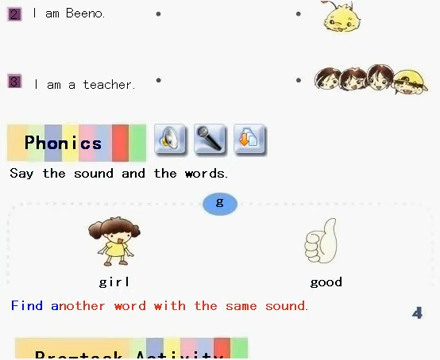 2 I am Beeno.
3 I am a teacher.
Phonics
Say the sound and the words.
g
girl good
Find another word with the same sound.
4
Activity